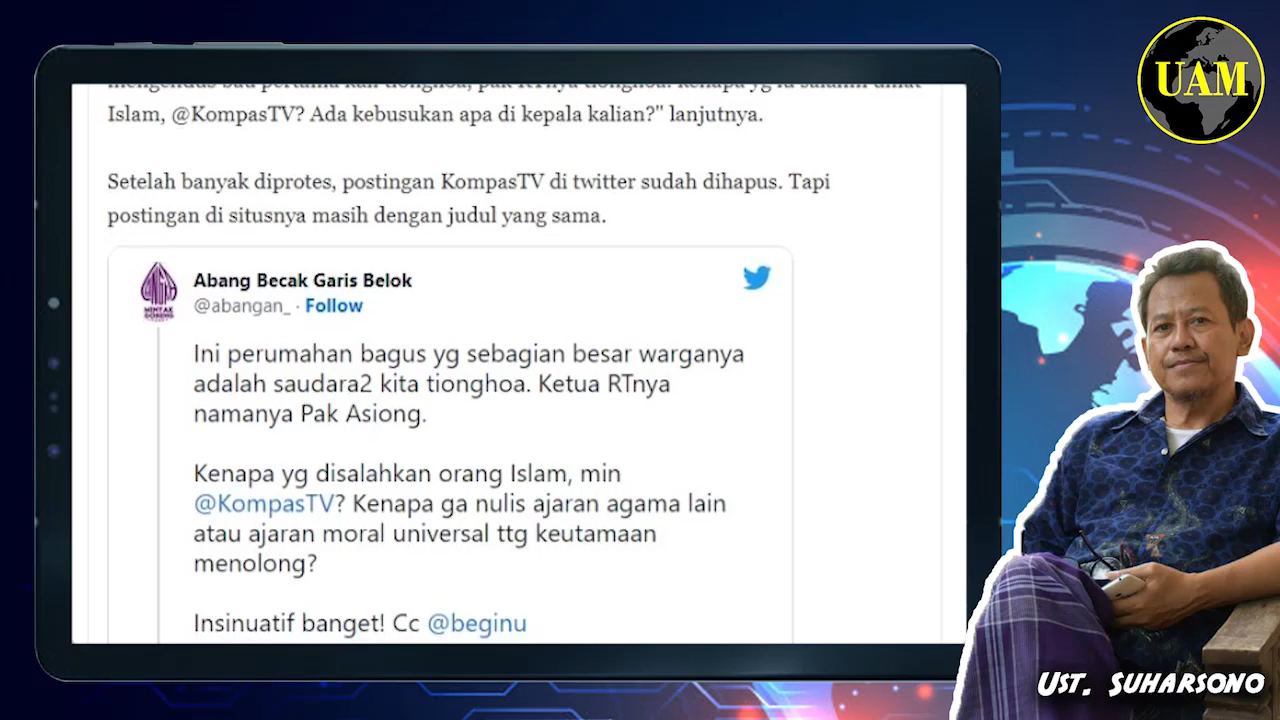 Islam, @KompasTV? Ada kebusukan apa di kepala kalian?" lanjutnya.
Setelah banyak diprotes, postingan KompasTV di twitter sudah dihapus. Tapi
postingan di situsnya masih dengan judul yang sama.
Abang Becak Garis Belok
@abangan_ · Follow
Ini perumahan bagus yg sebagian besar warganya
adalah saudara2 kita tionghoa. Ketua RTnya
namanya Pak Asiong.
Kenapa yg disalahkan orang Islam, min
@KompasTV? Kenapa ga nulis ajaran agama lain
atau ajaran moral universal ttg keutamaan
menolong?
Insinuatif banget! Cc @beginu
UAM
UST. SUHARSONO